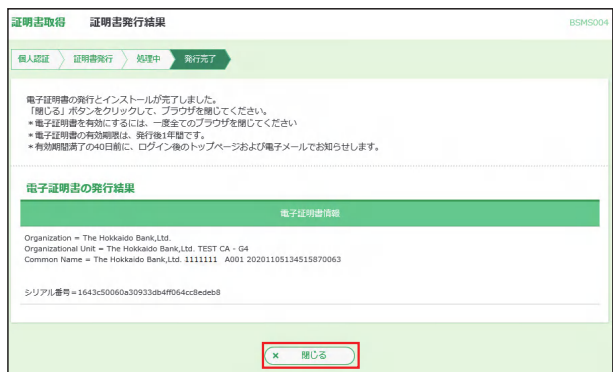 証明書取得 証明書発行結果 BSMS004
個人認証 証明書発行 処理中 発行完了
電子証明書の発行とインストールが完了しました。
「閉じる」ボタンをクリックして、ブラウザを閉じてください。
＊電子証明書を有効にするには、一度全てのブラウザを閉じてください
＊電子証明書の有効期限は、発行後1年間です。
＊有効期間満了の40日前に、ログイン後のトップページおよび電子メールでお知らせします。
電子証明書の発行結果
電子証明書情報
Organization = The Hokkaido Bank,Ltd.
Organizational Unit = The Hokkaido Bank,Ltd. TEST CA - G4
Common Name = The Hokkaido Bank,Ltd. 1111111 A001 20201105134515870063
シリアル番号=1643c50060a30933db4ff064cc8edeb8
× 閉じる